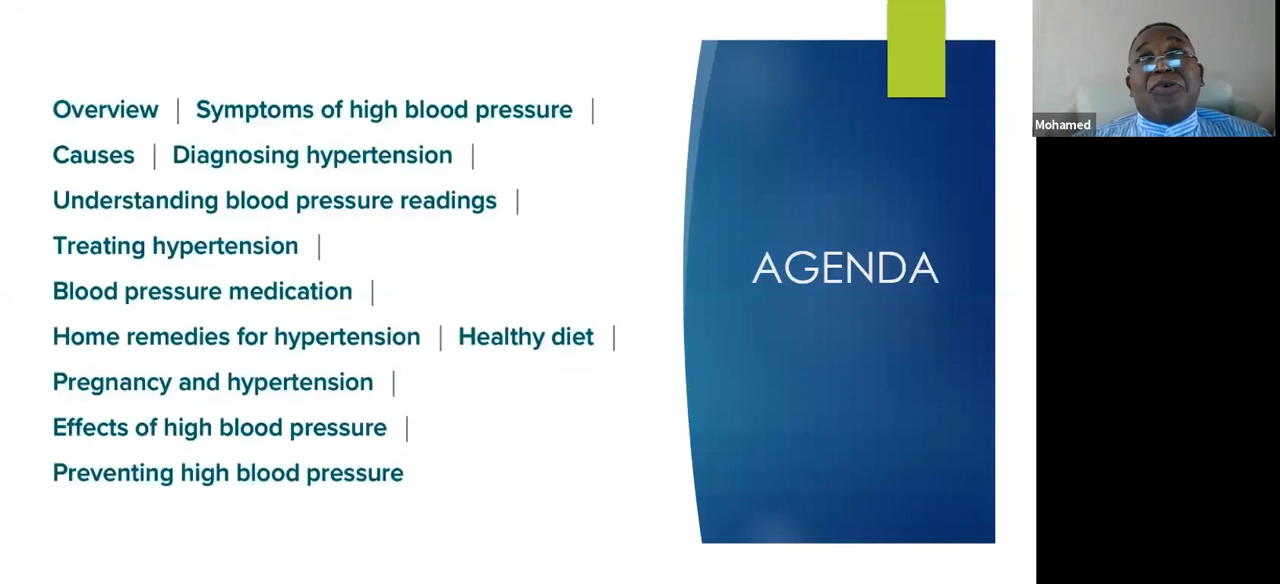 Overview | Symptoms of high blood pressure |
Causes | Diagnosing hypertension |
Understanding blood pressure readings |
Treating hypertension |
Blood pressure medication |
Home remedies for hypertension | Healthy diet |
Pregnancy and hypertension |
Effects of high blood pressure |
Preventing high blood pressure
AGENDA
Mohamed